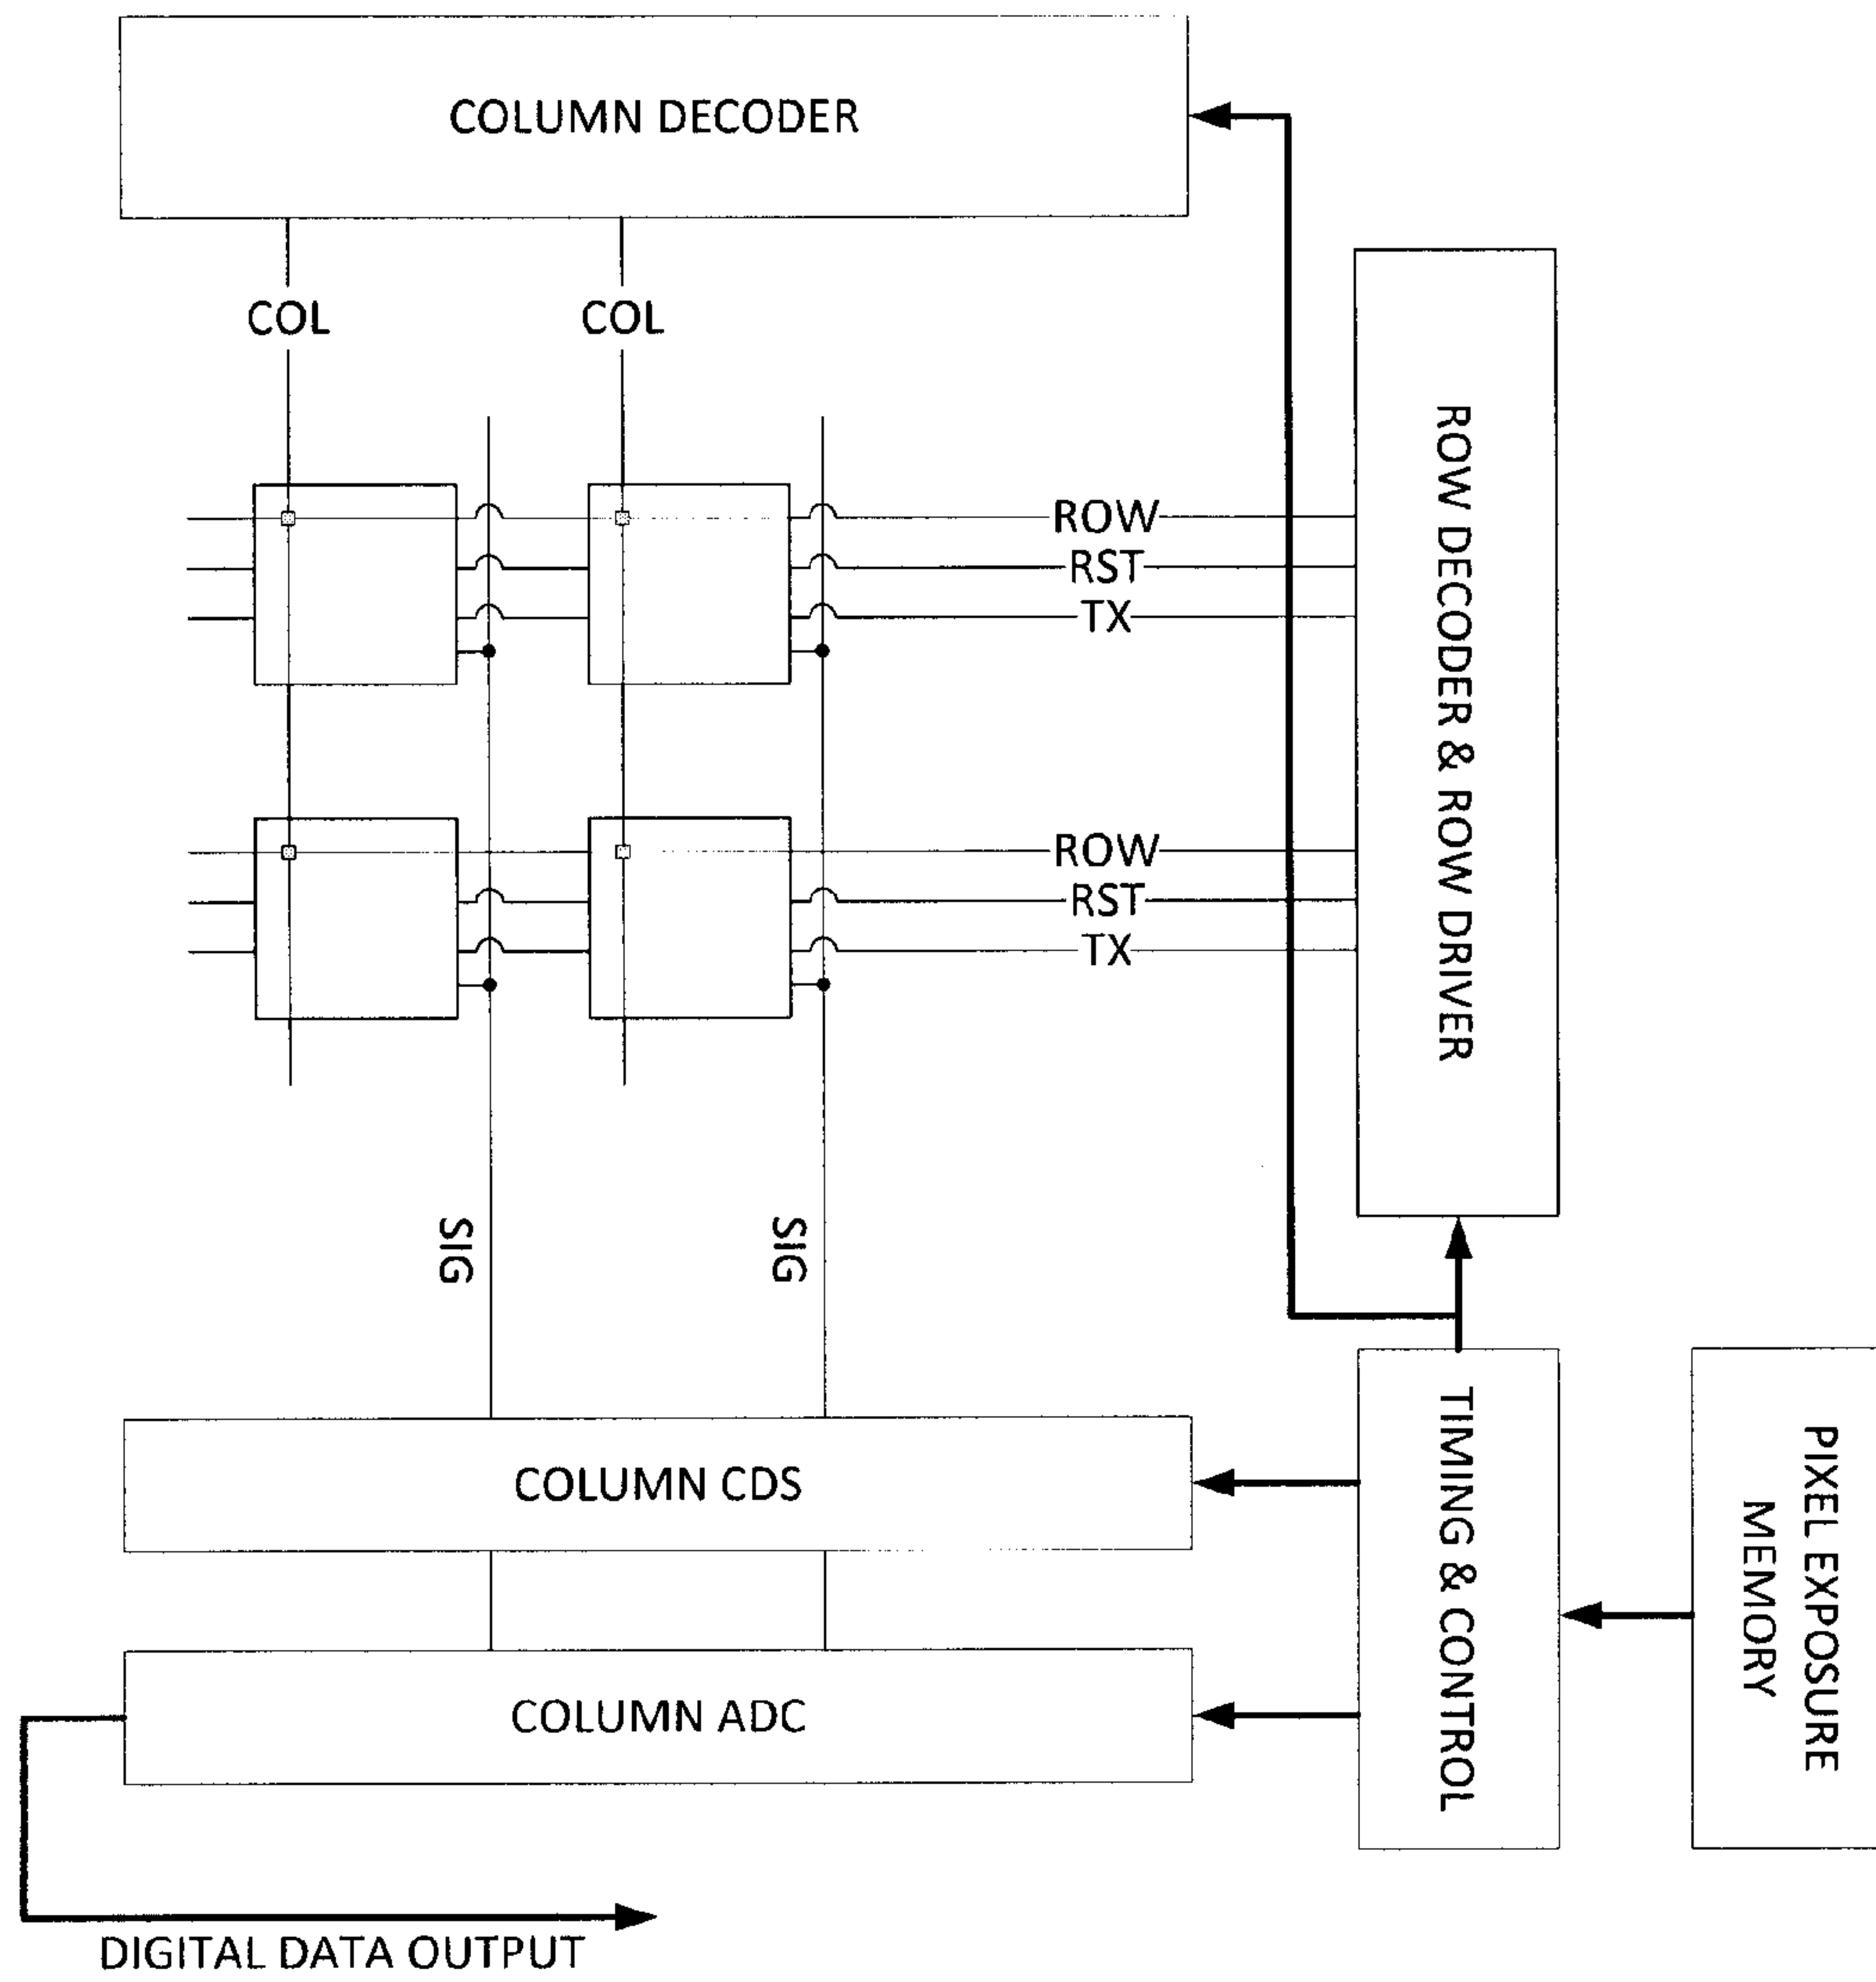 COLUMN DECODER
COL
COL
ROW
RST
TX
ROW DECODER & ROW DRIVER
ROW
RST
TX
SIG
SIG
TIMING & CONTROL
PIXEL EXPOSURE
MEMORY
COLUMN CDS
COLUMN ADC
DIGITAL DATA OUTPUT